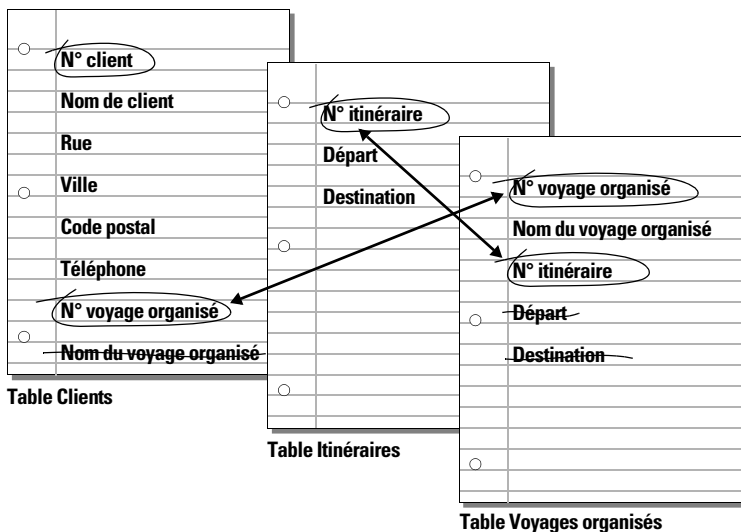 N° client
Nom de client
Rue
Ville
Code postal
Téléphone
N° voyage organisé
Nom du voyage organisé
Table Clients
N° itinéraire
Départ
Destination
Table Itinéraires
N° voyage organisé
Nom du voyage organisé
N° itinéraire
Départ
Destination
Table Voyages organisés